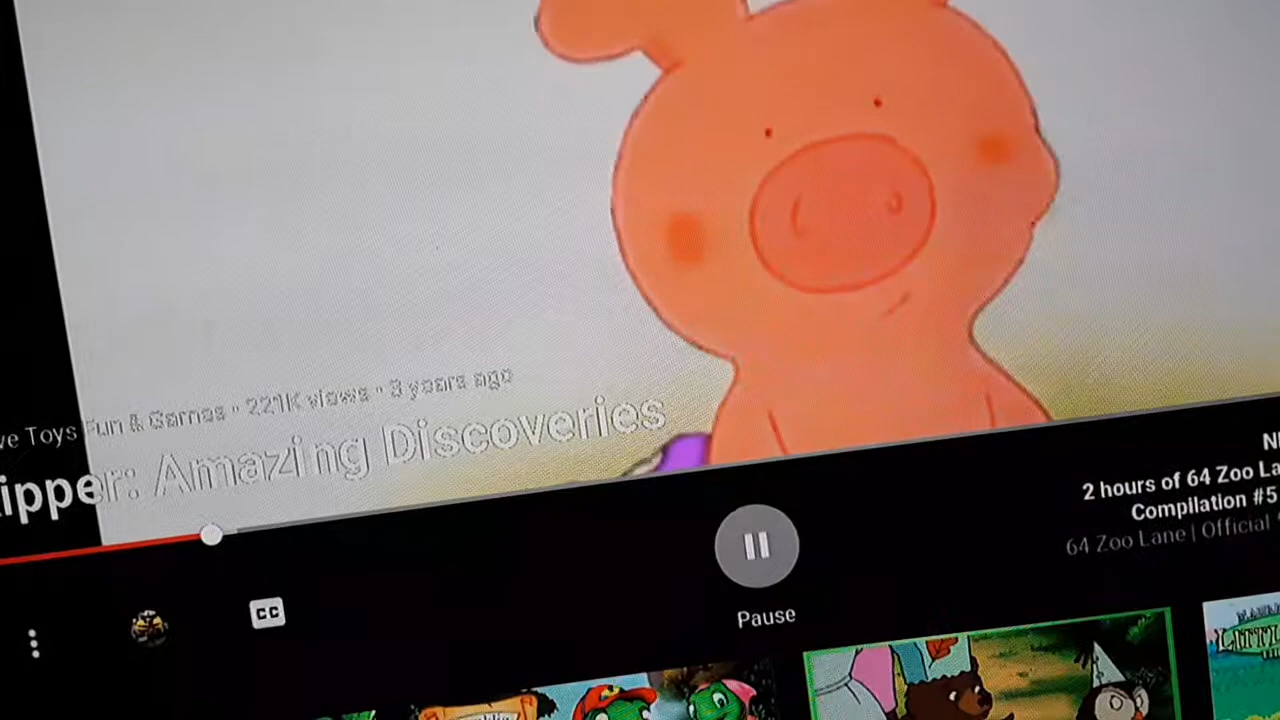 ve Toys Fun & Games • 221K views • 3 years ago
ipper: Amazing Discoveries
2 hours of 64 Zoo La
Compilation #5
64 Zoo Lane | Official
CC
Pause